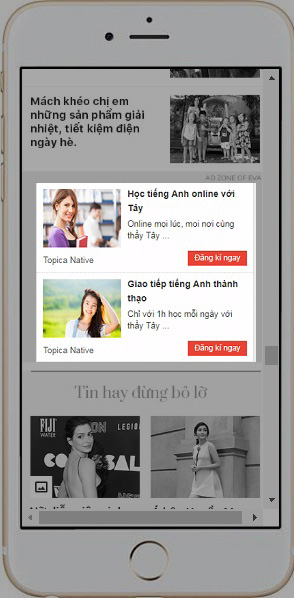 Mách khéo chị em
những sản phẩm giải
nhiệt, tiết kiệm điện
ngày hè.
AD ZONE OF EVA
Học tiếng Anh online với
Tây
Online mọi lúc, mọi nơi cùng
thầy Tây ...
Topica Native
Đăng kí ngay
Giao tiếp tiếng Anh thành
thạo
Chỉ với 1h học mỗi ngày với
thầy Tây ...
Topica Native
Đăng kí ngay
Tin hay đừng bỏ lỡ
FIJI
WATER
LEGION